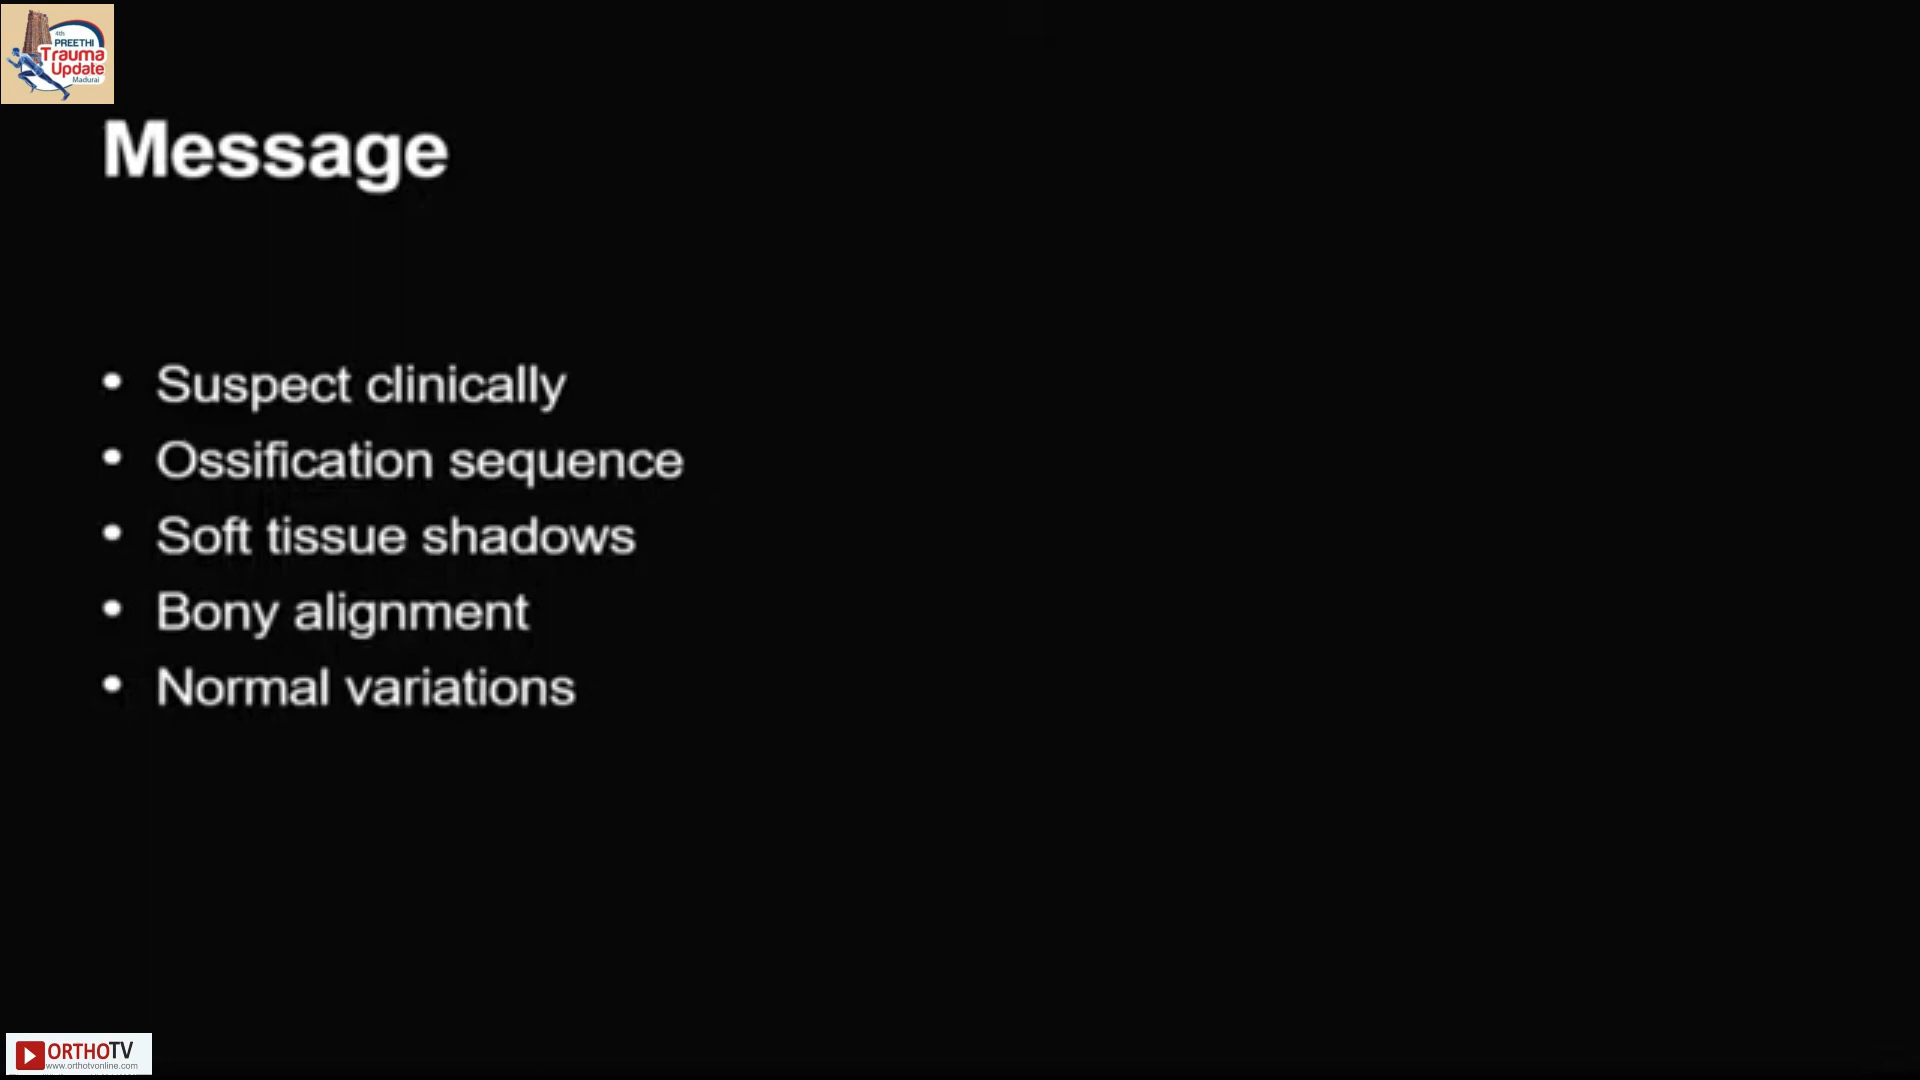 4th
PREETHI
Trauma
Update
Madurai
Message
• Suspect clinically
• Ossification sequence
• Soft tissue shadows
• Bony alignment
• Normal variations
ORTHOTV
www.orthotvonline.com